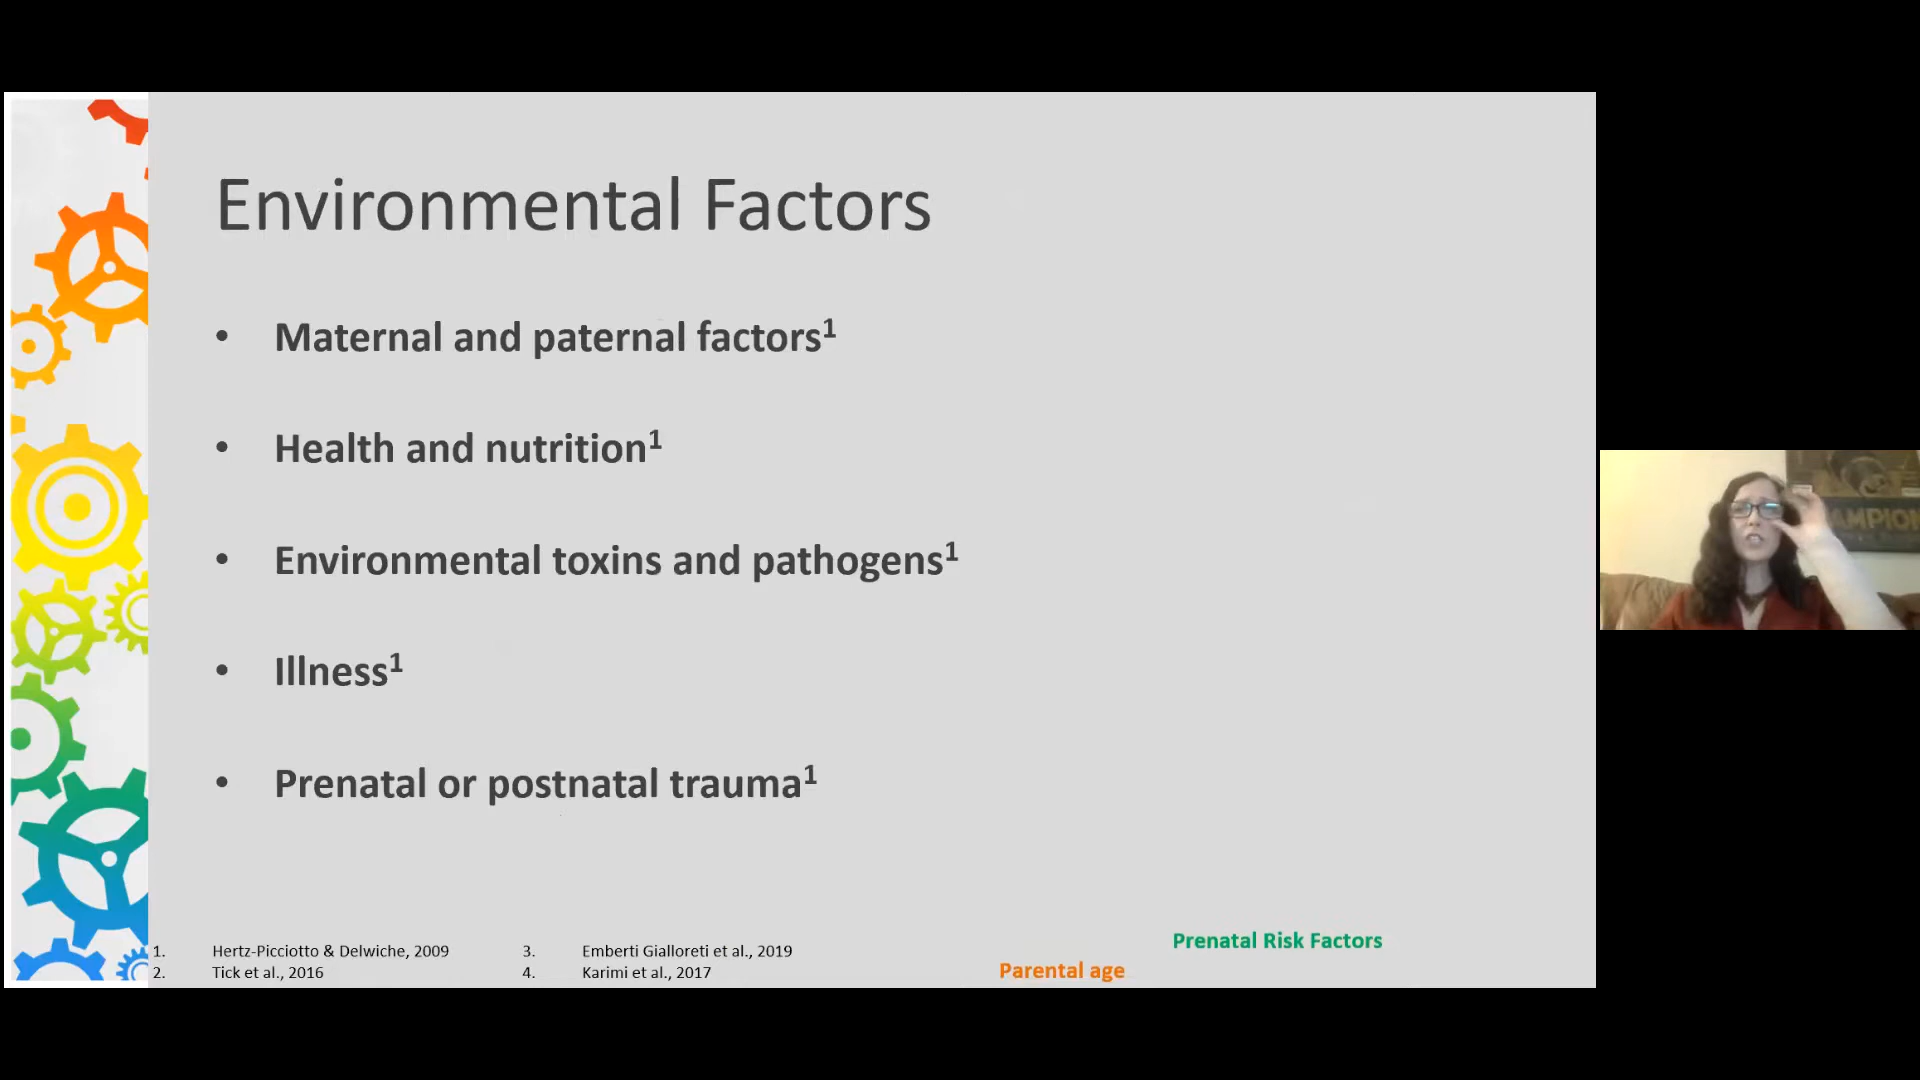 Environmental Factors
• Maternal and paternal factors¹
• Health and nutrition¹
• Environmental toxins and pathogens¹
• Illness¹
• Prenatal or postnatal trauma¹
1. Hertz-Picciotto & Delwiche, 2009
2. Tick et al., 2016
3. Emberti Gialloreti et al., 2019
4. Karimi et al., 2017
Prenatal Risk Factors
Parental age